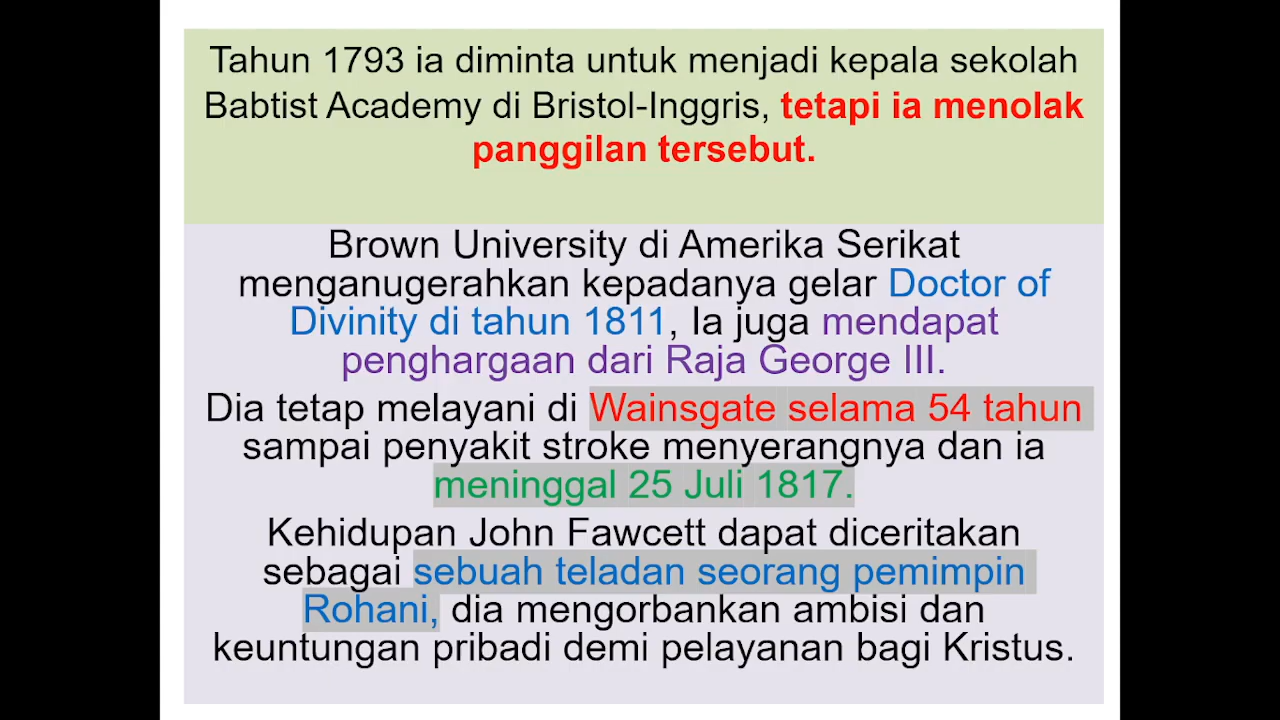 Tahun 1793 ia diminta untuk menjadi kepala sekolah
Babtist Academy di Bristol-Inggris, tetapi ia menolak
panggilan tersebut.
Brown University di Amerika Serikat
menganugerahkan kepadanya gelar Doctor of
Divinity di tahun 1811, Ia juga mendapat
penghargaan dari Raja George III.
Dia tetap melayani di Wainsgate selama 54 tahun
sampai penyakit stroke menyerangnya dan ia
meninggal 25 Juli 1817.
Kehidupan John Fawcett dapat diceritakan
sebagai sebuah teladan seorang pemimpin
Rohani, dia mengorbankan ambisi dan
keuntungan pribadi demi pelayanan bagi Kristus.